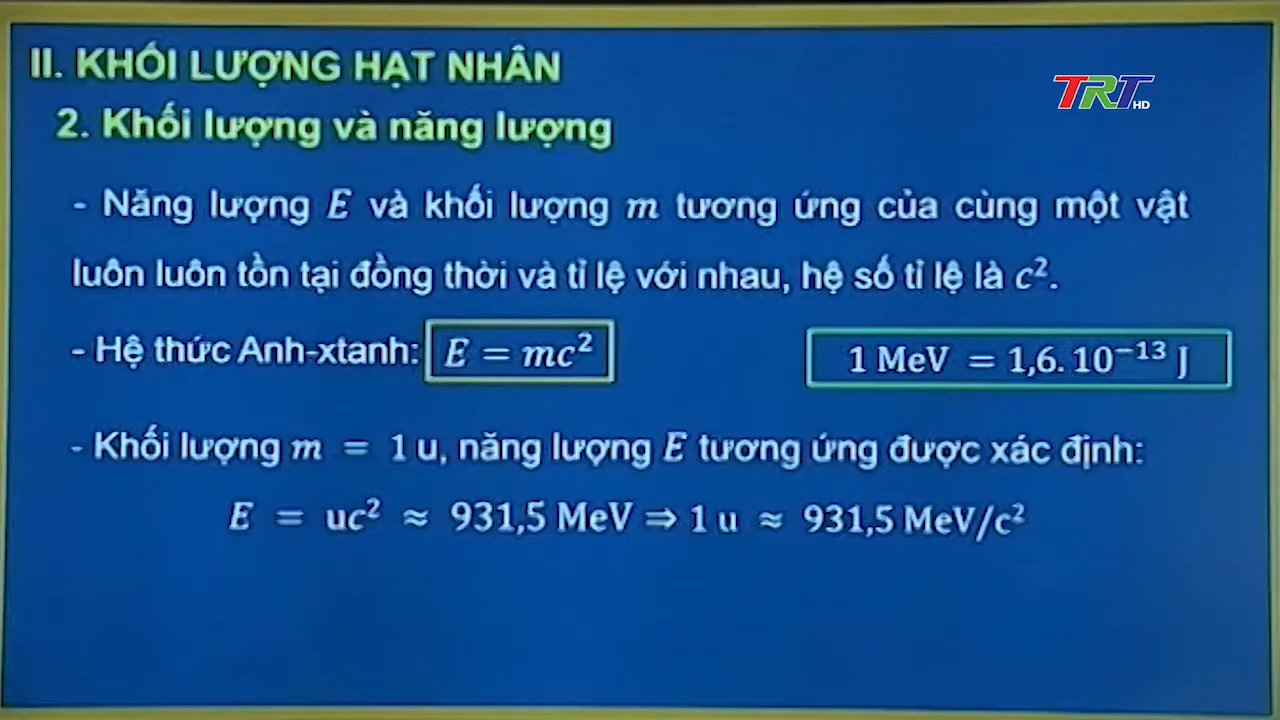 II. KHỐI LƯỢNG HẠT NHÂN
TRT HD
2. Khối lượng và năng lượng
- Năng lượng E và khối lượng m tương ứng của cùng một vật
luôn luôn tồn tại đồng thời và tỉ lệ với nhau, hệ số tỉ lệ là c².
- Hệ thức Anh-xtanh: E = mc² 1 MeV = 1,6. 10⁻¹³ J
- Khối lượng m = 1 u, năng lượng E tương ứng được xác định:
E = uc² ≈ 931,5 MeV ⇒ 1 u ≈ 931,5 MeV/c²